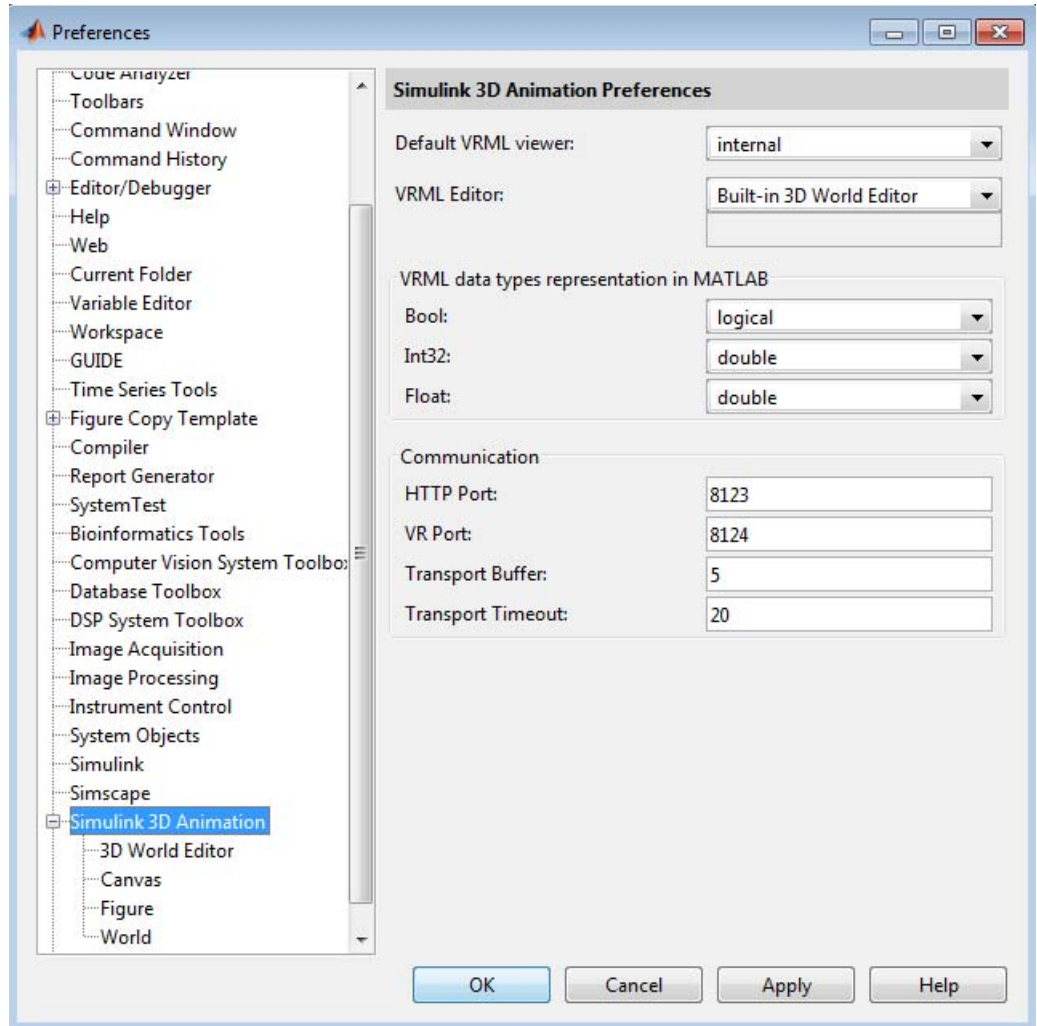 Preferences
Code Analyzer
Toolbars
Command Window
Command History
Editor/Debugger
Help
Web
Current Folder
Variable Editor
Workspace
GUIDE
Time Series Tools
Figure Copy Template
Compiler
Report Generator
SystemTest
Bioinformatics Tools
Computer Vision System Toolbo
Database Toolbox
DSP System Toolbox
Image Acquisition
Image Processing
Instrument Control
System Objects
Simulink
Simscape
Simulink 3D Animation
3D World Editor
Canvas
Figure
World
Simulink 3D Animation Preferences
Default VRML viewer: internal
VRML Editor: Built-in 3D World Editor
VRML data types representation in MATLAB
Bool: logical
Int32: double
Float: double
Communication
HTTP Port: 8123
VR Port: 8124
Transport Buffer: 5
Transport Timeout: 20
OK Cancel Apply Help